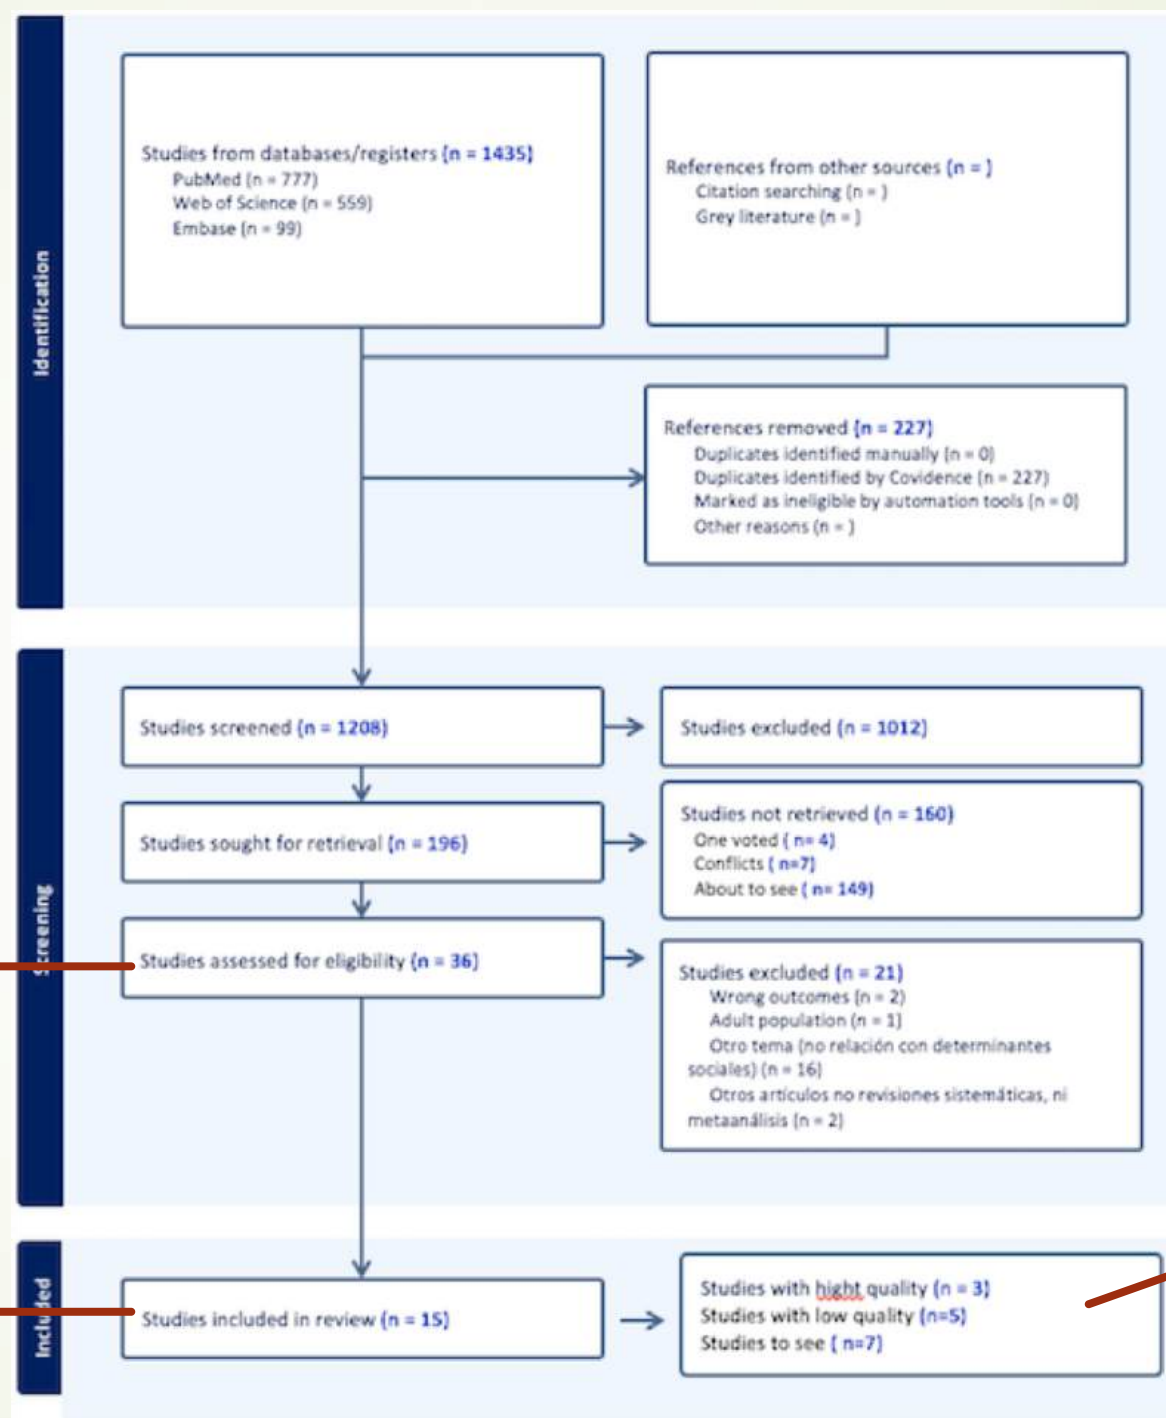 Identification
Studies from databases/registers (n = 1435)
PubMed (n = 777)
Web of Science (n = 559)
Embase (n = 99)
References from other sources (n = )
Citation searching (n = )
Grey literature (n = )
References removed (n = 227)
Duplicates identified manually (n = 0)
Duplicates identified by Covidence (n = 227)
Marked as ineligible by automation tools (n = 0)
Other reasons (n = )
Screening
Studies screened (n = 1208)
Studies excluded (n = 1012)
Studies sought for retrieval (n = 196)
Studies not retrieved (n = 160)
One voted ( n= 4)
Conflicts ( n=7)
About to see ( n= 149)
Studies assessed for eligibility (n = 36)
Studies excluded (n = 21)
Wrong outcomes (n = 2)
Adult population (n = 1)
Otro tema (no relación con determinantes
sociales) (n = 16)
Otros artículos no revisiones sistemáticas, ni
metaanálisis (n = 2)
Included
Studies included in review (n = 15)
Studies with hight quality (n = 3)
Studies with low quality (n=5)
Studies to see ( n=7)